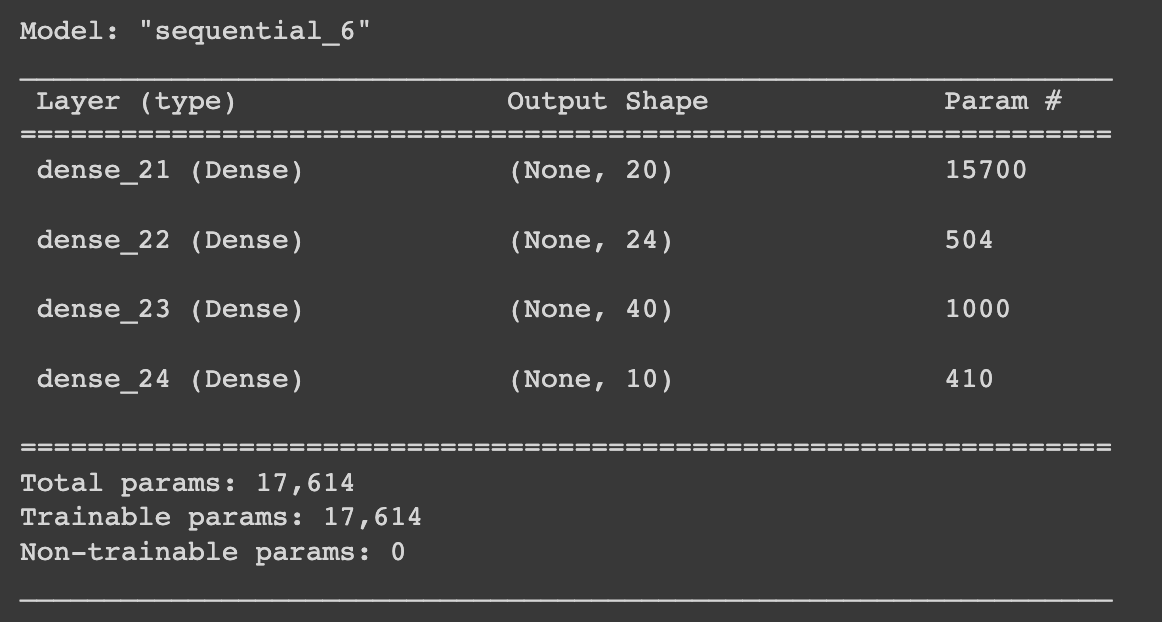 Model: "sequential_6"
Layer (type) Output Shape Param #
dense_21 (Dense) (None, 20) 15700
dense_22 (Dense) (None, 24) 504
dense_23 (Dense) (None, 40) 1000
dense_24 (Dense) (None, 10) 410
Total params: 17,614
Trainable params: 17,614
Non-trainable params: 0